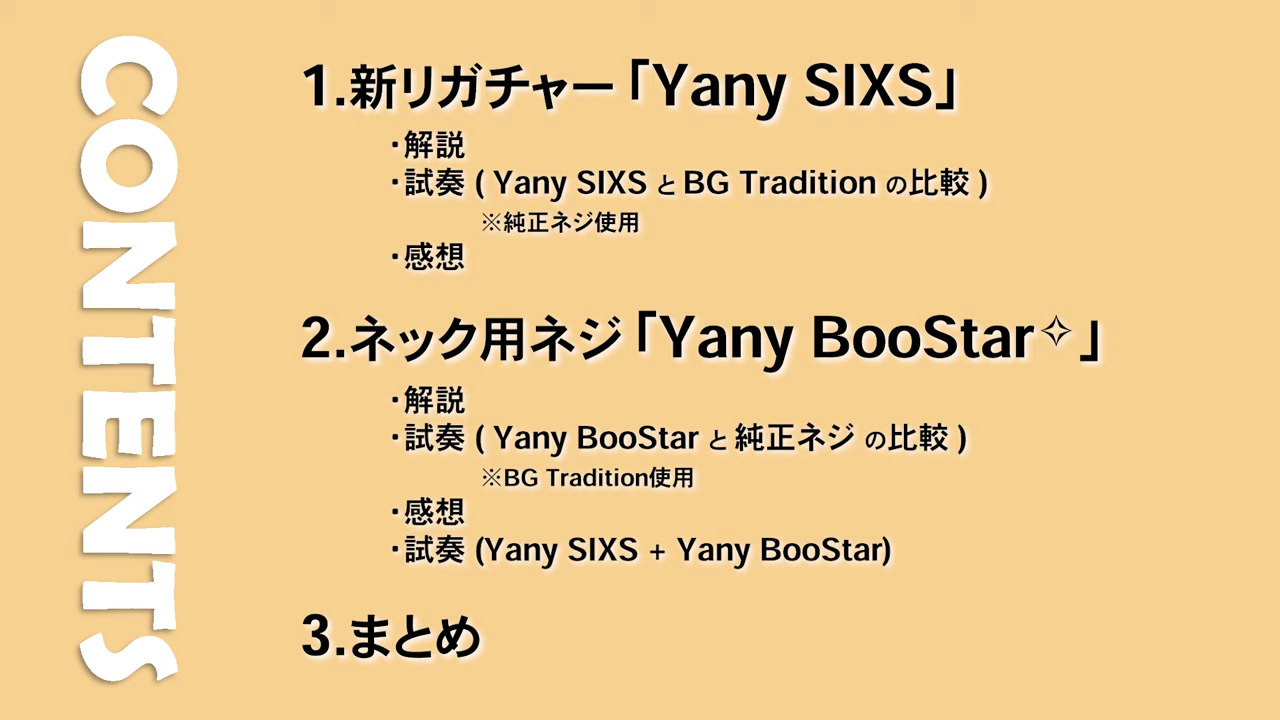 CONTENTS
1.新リガチャー「Yany SIXS」
・解説
・試奏 ( Yany SIXS と BG Tradition の比較 )
※純正ネジ使用
・感想
2.ネック用ネジ「Yany BooStar✧」
・解説
・試奏 ( Yany BooStar と 純正ネジ の比較 )
※BG Tradition使用
・感想
・試奏 (Yany SIXS + Yany BooStar)
3.まとめ